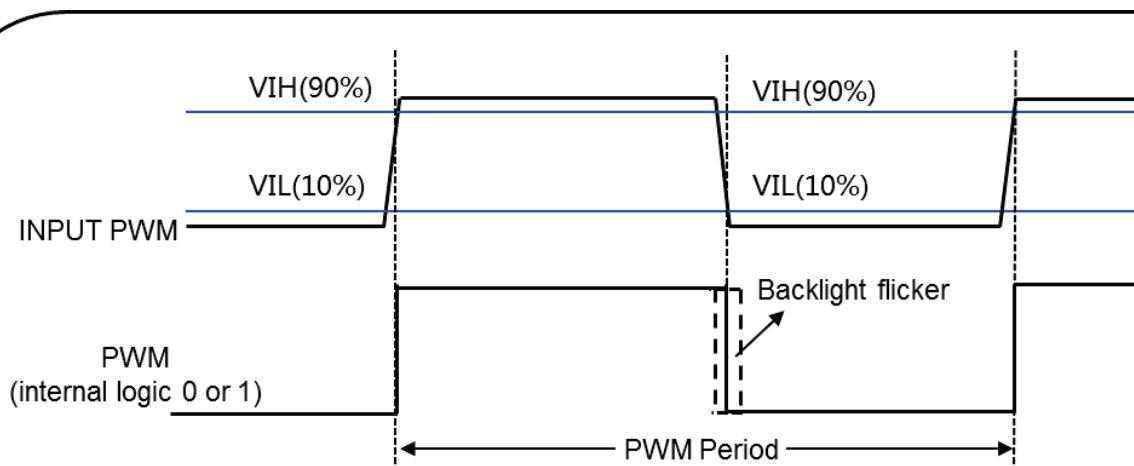 VIH(90%)
VIH(90%)
VIL(10%)
VIL(10%)
INPUT PWM
Backlight flicker
PWM
(internal logic 0 or 1)
PWM Period